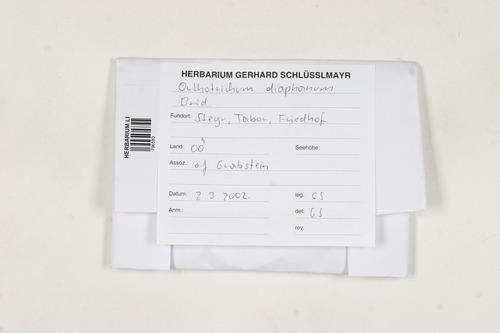 HERBARIUM GERHARD SCHLÜSSLMAYR
Orthotrichum diaphanum
Brid
Fundort: Steyr, Tabor, Friedhof
Land: OÖ Seehöhe:
Assoz.: auf Grabstein
Datum: 2.3.2002 leg. GS
Anm.: det. GS
rev.
HERBARIUM LI